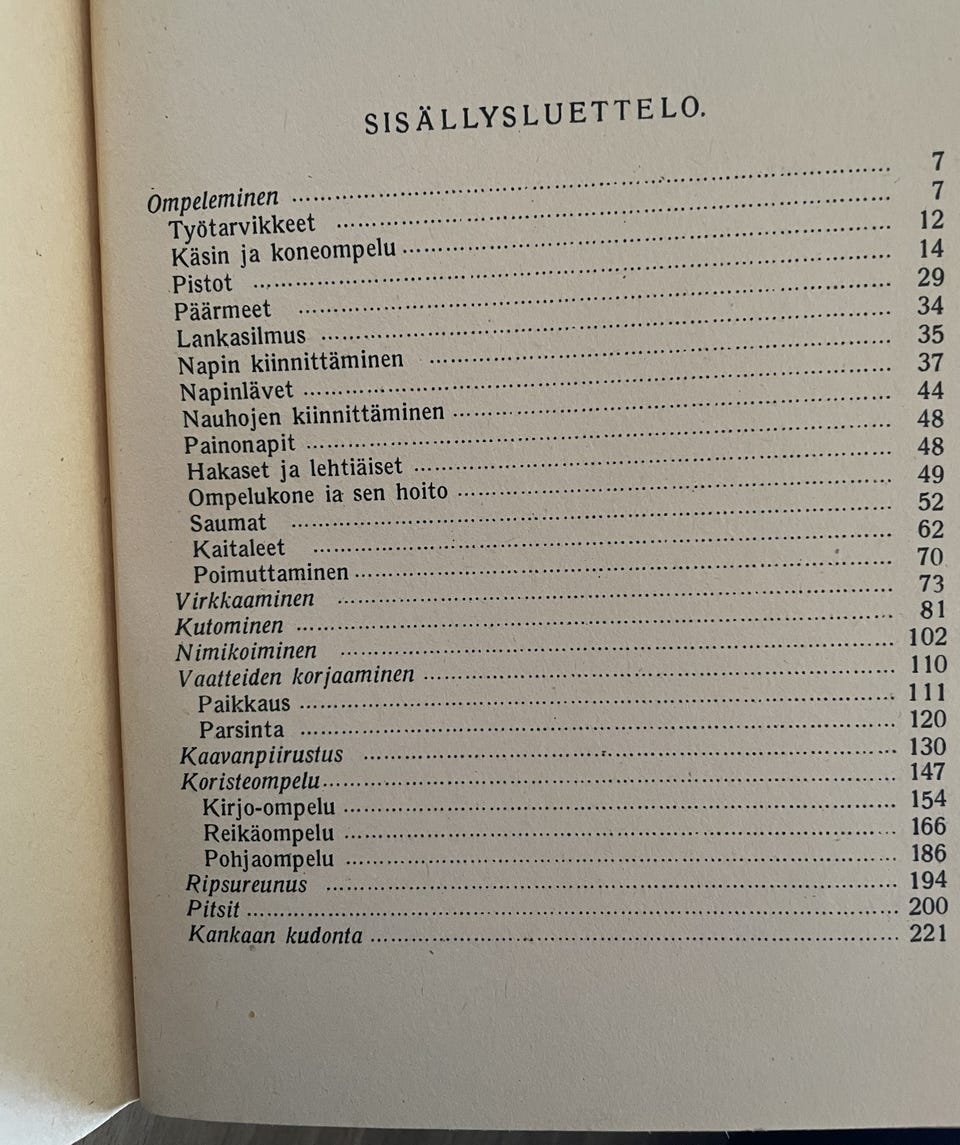 SISÄLLYSLUETTELO.
Ompeleminen ........ 7
Työtarvikkeet ........ 7
Käsin ja koneompelu ........ 12
Pistot ........ 14
Päärmeet ........ 29
Lankasilmus ........ 34
Napin kiinnittäminen ........ 35
Napinlävet ........ 37
Nauhojen kiinnittäminen ........ 44
Painonapit ........ 48
Hakaset ja lehtiäiset ........ 48
Ompelukone ia sen hoito ........ 49
Saumat ........ 52
Kaitaleet ........ 62
Poimuttaminen ........ 70
Virkkaaminen ........ 73
Kutominen ........ 81
Nimikoiminen ........ 102
Vaatteiden korjaaminen ........ 110
Paikkaus ........ 111
Parsinta ........ 120
Kaavanpiirustus ........ 130
Koristeompelu ........ 147
Kirjo-ompelu ........ 154
Reikäompelu ........ 166
Pohjaompelu ........ 186
Ripsureunus ........ 194
Pitsit ........ 200
Kankaan kudonta ........ 221